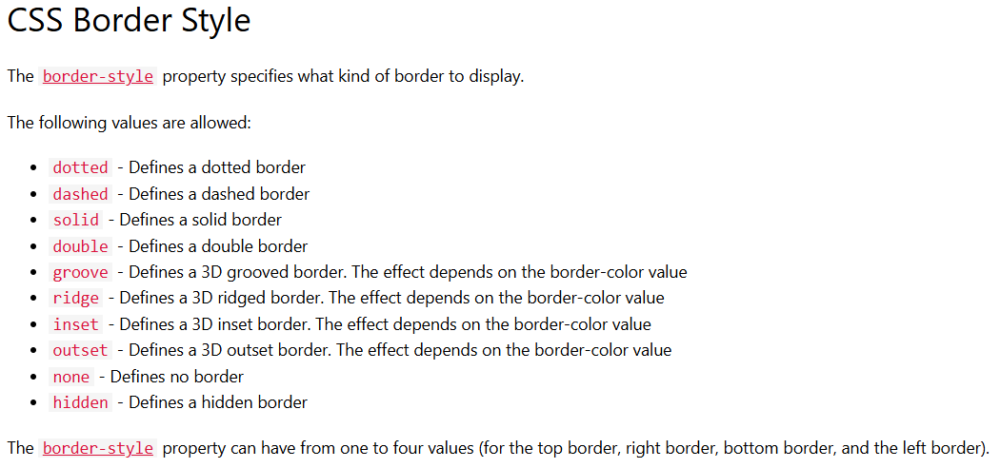 CSS Border Style
The border-style property specifies what kind of border to display.
The following values are allowed:
• dotted - Defines a dotted border
• dashed - Defines a dashed border
• solid - Defines a solid border
• double - Defines a double border
• groove - Defines a 3D grooved border. The effect depends on the border-color value
• ridge - Defines a 3D ridged border. The effect depends on the border-color value
• inset - Defines a 3D inset border. The effect depends on the border-color value
• outset - Defines a 3D outset border. The effect depends on the border-color value
• none - Defines no border
• hidden - Defines a hidden border
The border-style property can have from one to four values (for the top border, right border, bottom border, and the left border).